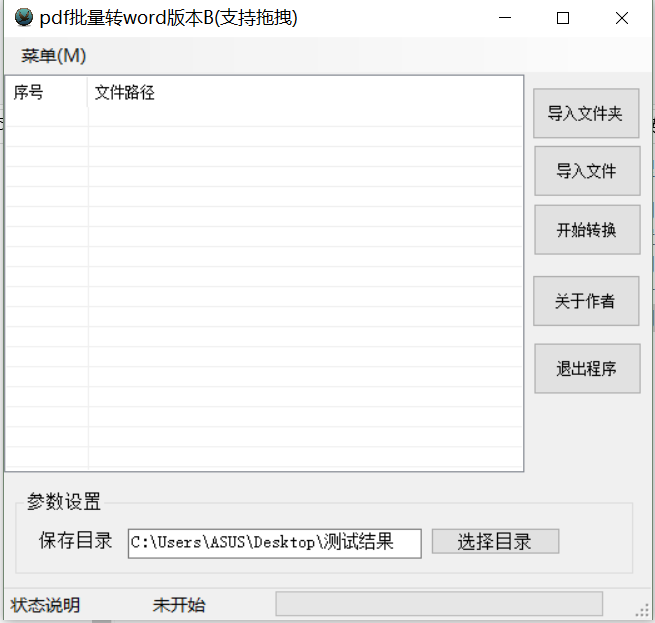 pdf批量转word版本B(支持拖拽)
菜单(M)
序号 文件路径
导入文件夹
导入文件
开始转换
关于作者
退出程序
参数设置
保存目录 C:\Users\ASUS\Desktop\测试结果 选择目录
状态说明 未开始